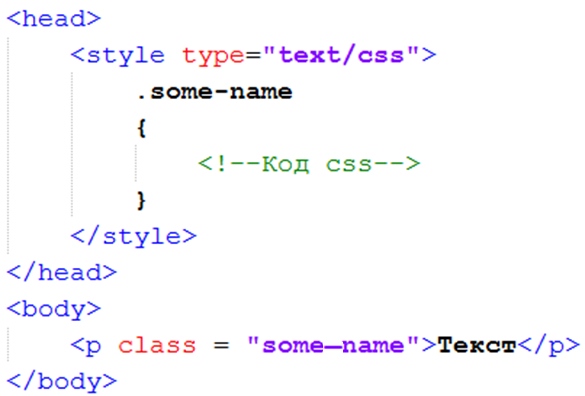 <head>
<style type="text/css">
.some-name
{
<!--Код css-->
}
</style>
</head>
<body>
<p class = "some—name">Текст</p>
</body>